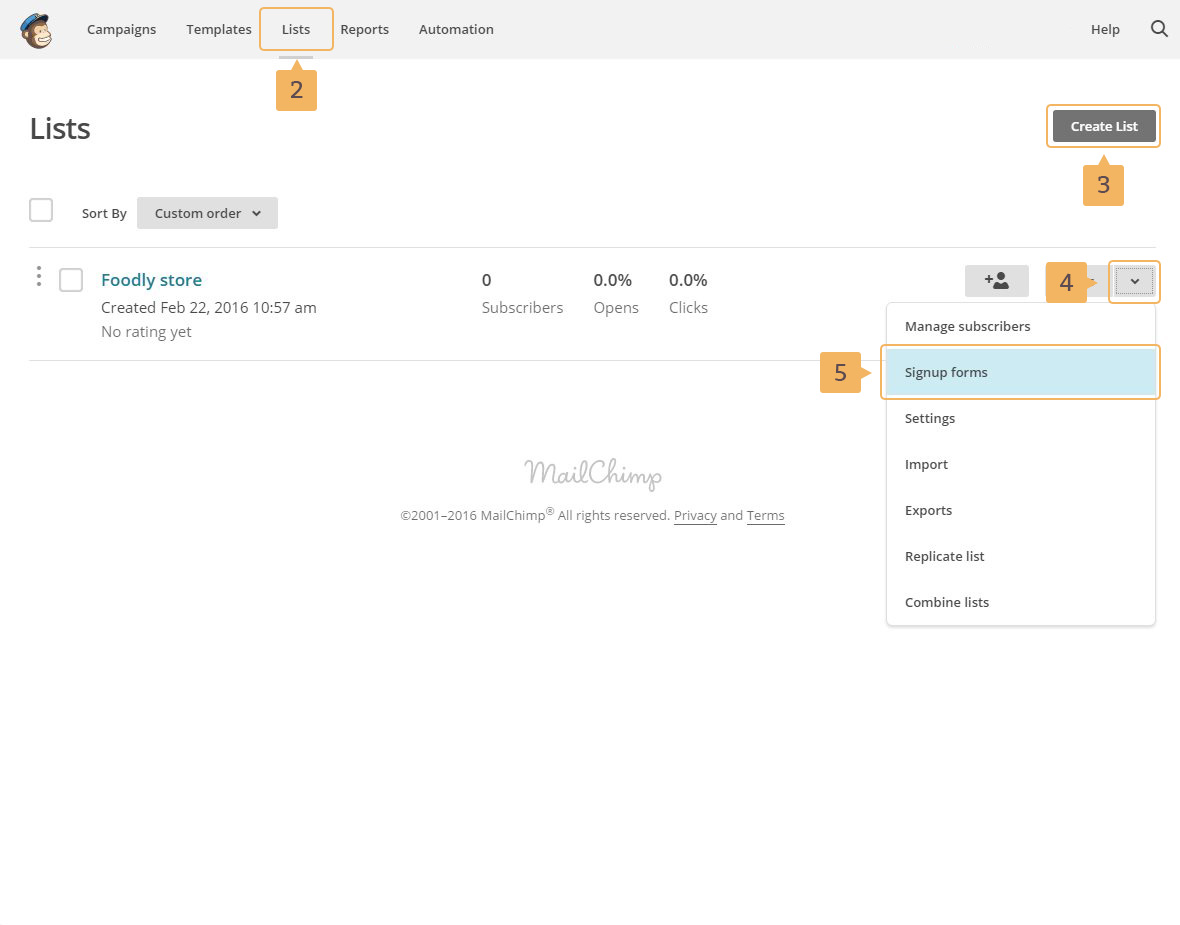 Campaigns Templates Lists Reports Automation Help
2
Lists
Create List
3
Sort By Custom order
Foodly store 0 0.0% 0.0%
4
Created Feb 22, 2016 10:57 am Subscribers Opens Clicks
No rating yet
Manage subscribers
5
Signup forms
Settings
Import
Exports
Replicate list
Combine lists
MailChimp
©2001–2016 MailChimp® All rights reserved. Privacy and Terms